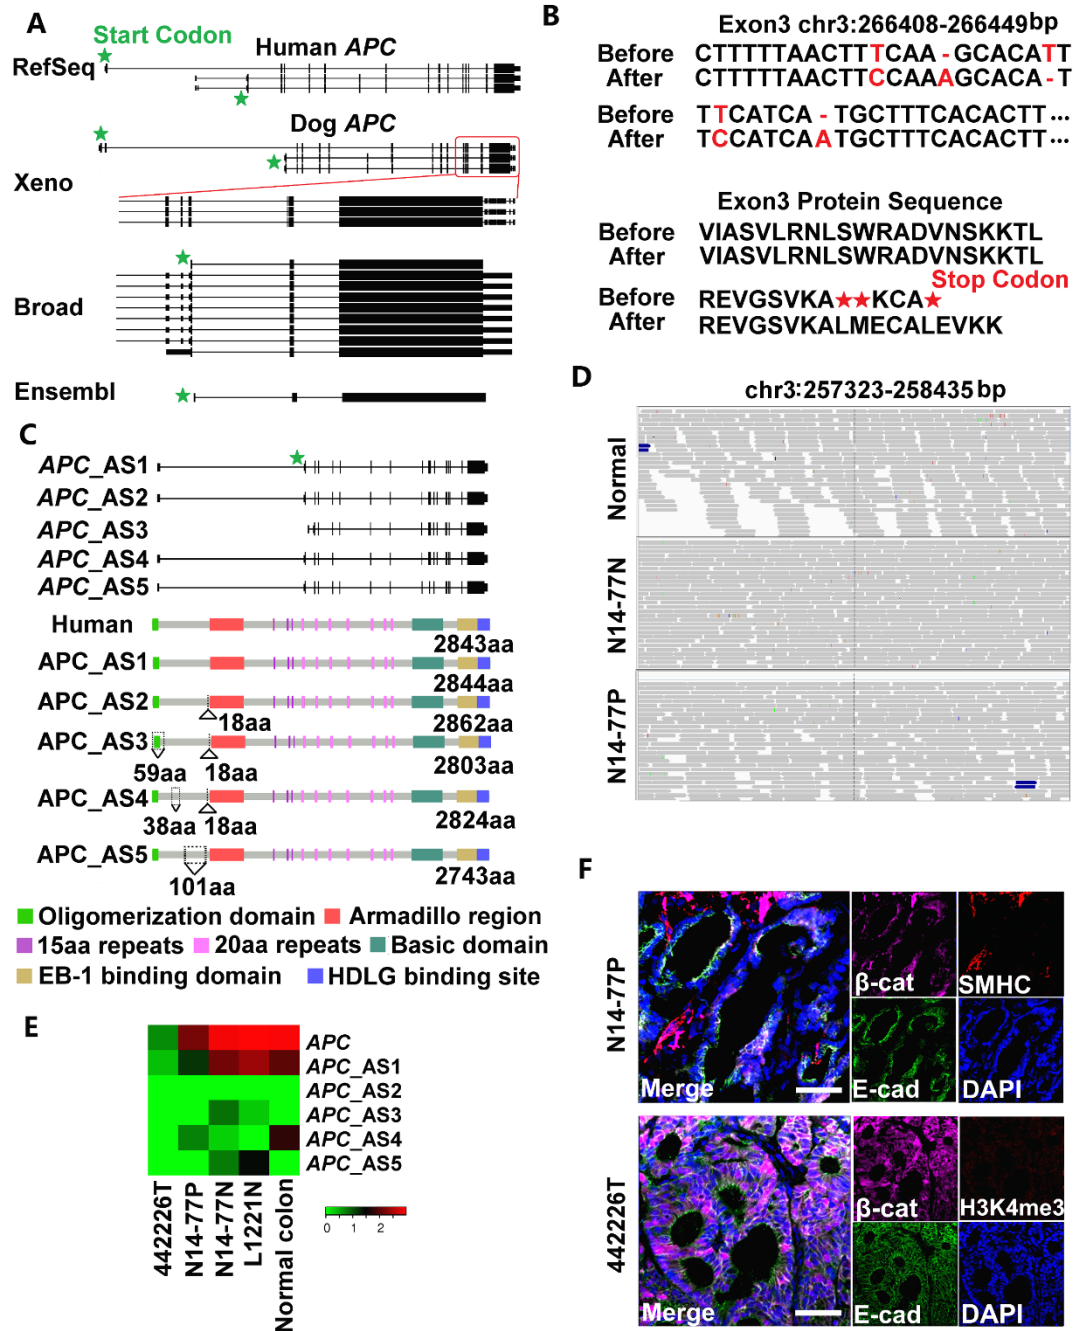 A
Start Codon
Human APC
RefSeq
Dog APC
Xeno
Broad
Ensembl
B
Exon3 chr3:266408-266449bp
Before CTTTTTAACTTTCAA-GCACATT
After CTTTTTAACTTCCAAAGCACA-T
Before TTCATCA-TGCTTTCACACTT...
After TCCATCAATGCTTTCACACTT...
Exon3 Protein Sequence
Before VIASVLRNLSWRADVNSKKTL
After VIASVLRNLSWRADVNSKKTL
Stop Codon
Before REVGSVKA★★KCA★
After REVGSVKALMECALEVKK
C
APC_AS1
APC_AS2
APC_AS3
APC_AS4
APC_AS5
Human
2843aa
APC_AS1
2844aa
APC_AS2
18aa
2862aa
APC_AS3
59aa
18aa
2803aa
APC_AS4
38aa
18aa
2824aa
APC_AS5
101aa
2743aa
Oligomerization domain
Armadillo region
15aa repeats
20aa repeats
Basic domain
EB-1 binding domain
HDLG binding site
D
chr3:257323-258435bp
Normal
N14-77N
N14-77P
E
APC
APC_AS1
APC_AS2
APC_AS3
APC_AS4
APC_AS5
442226T
N14-77P
N14-77N
L1221N
Normal colon
0 1 2
F
N14-77P
Merge
β-cat
SMHC
E-cad
DAPI
442226T
Merge
β-cat
H3K4me3
E-cad
DAPI